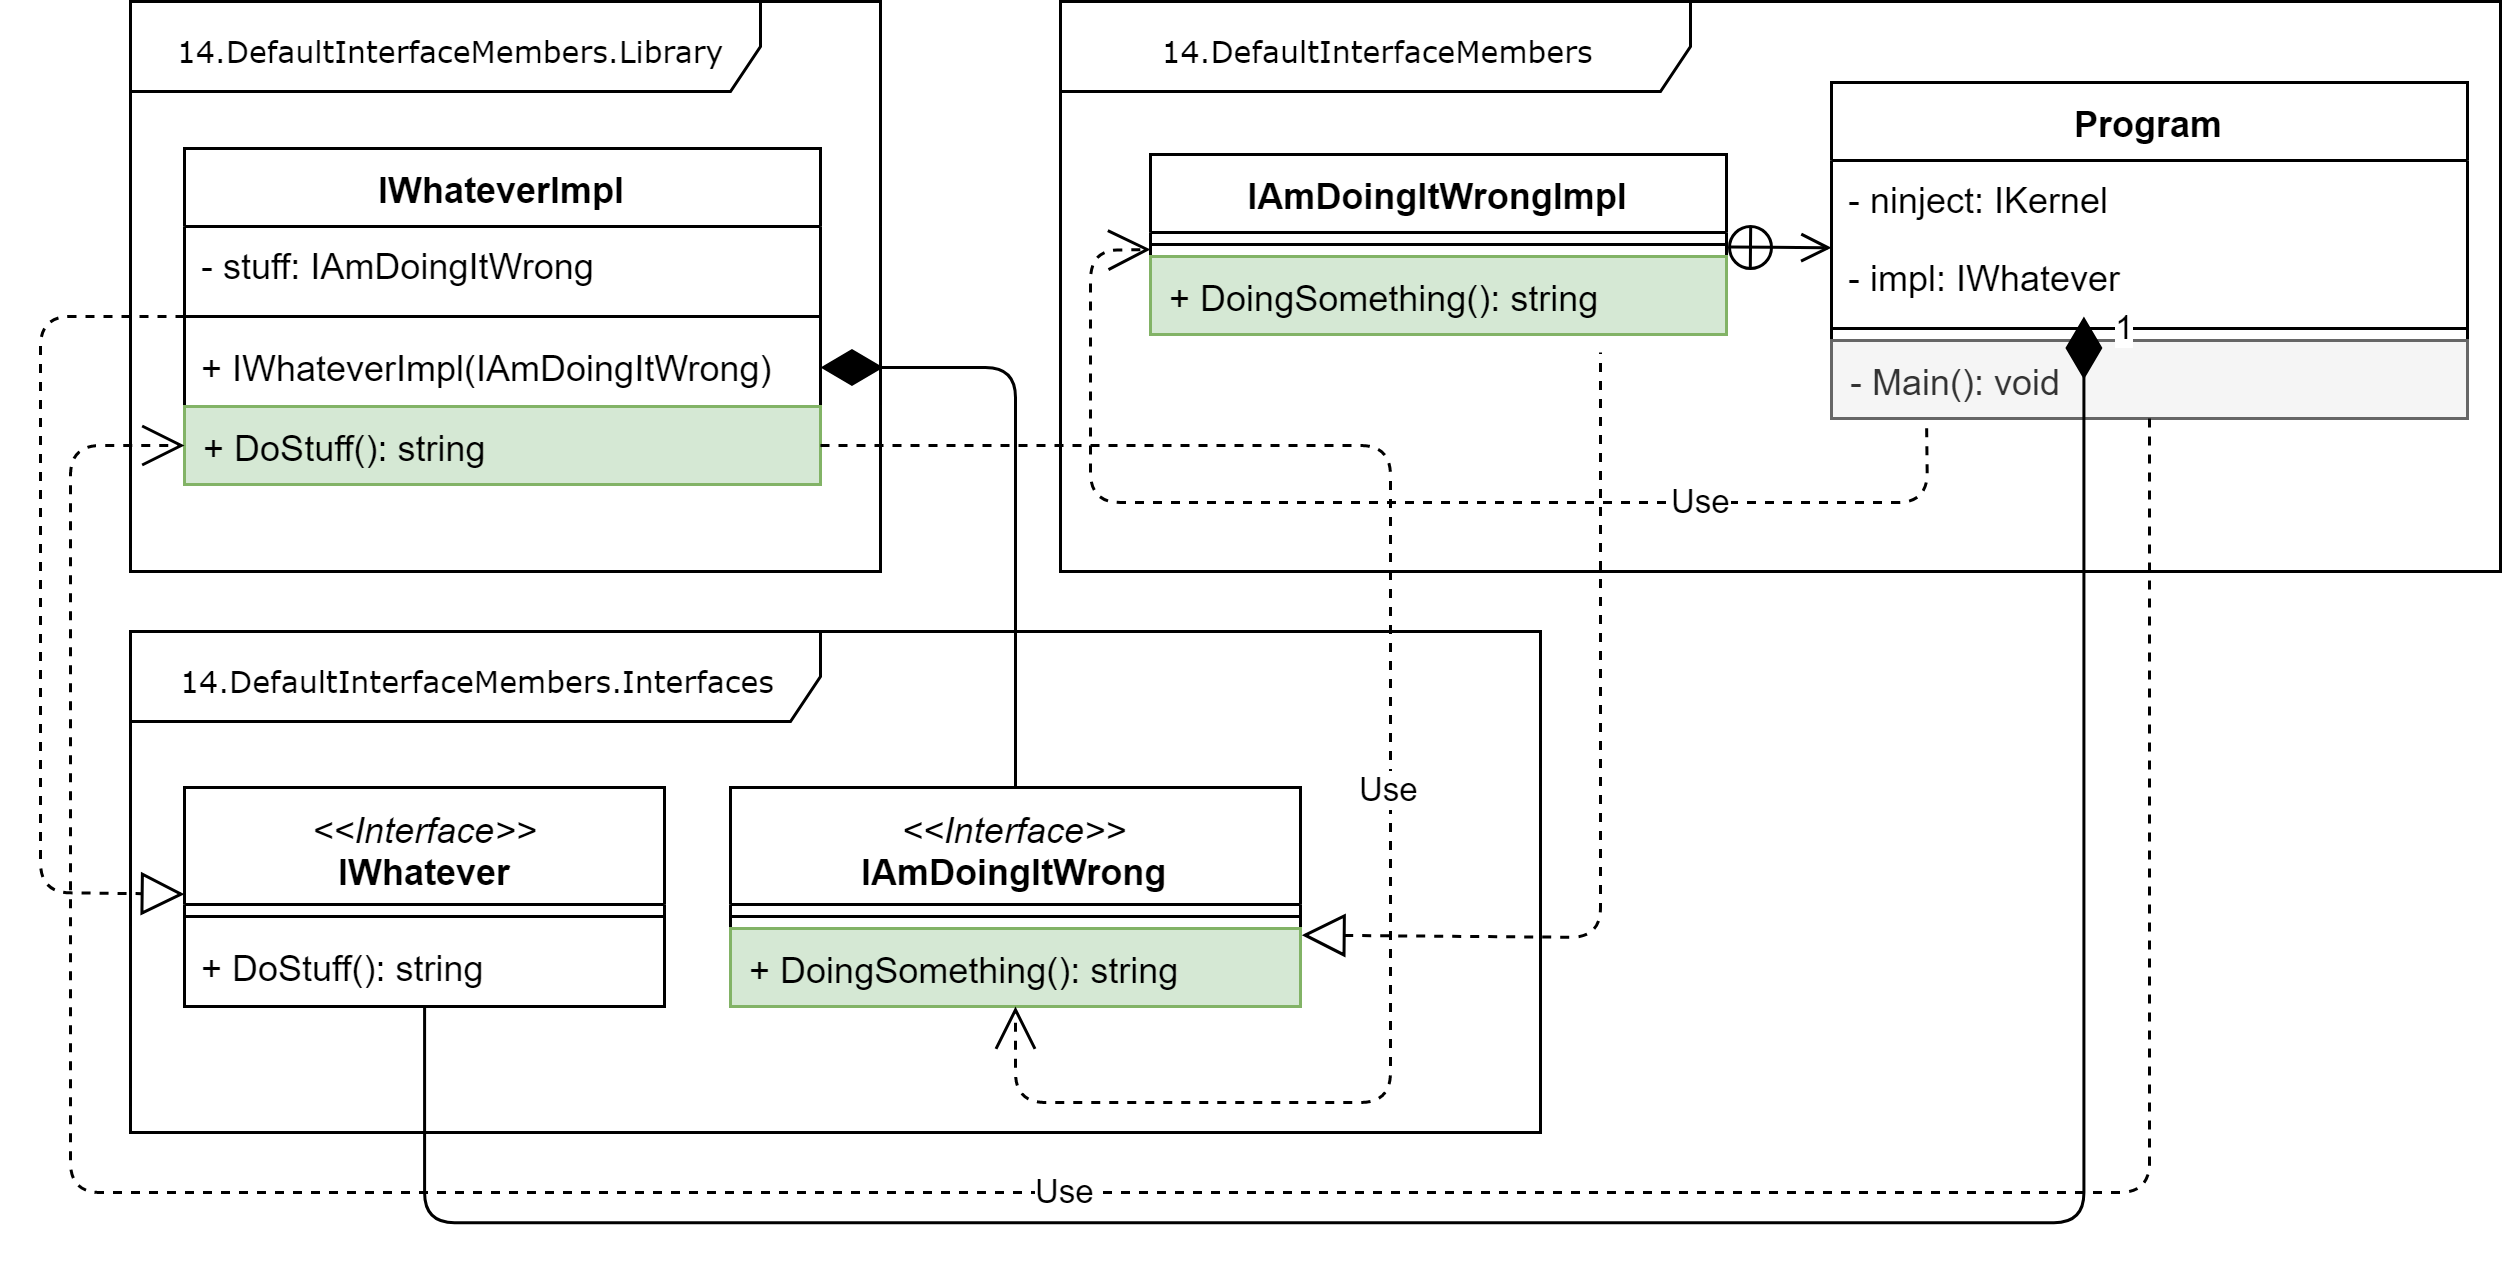 14.DefaultInterfaceMembers.Library
IWhateverImpl
- stuff: IAmDoingItWrong
+ IWhateverImpl(IAmDoingItWrong)
+ DoStuff(): string
14.DefaultInterfaceMembers
IAmDoingItWrongImpl
+ DoingSomething(): string
Program
- ninject: IKernel
- impl: IWhatever
1
- Main(): void
Use
14.DefaultInterfaceMembers.Interfaces
<<Interface>>
IWhatever
+ DoStuff(): string
<<Interface>>
IAmDoingItWrong
+ DoingSomething(): string
Use
Use